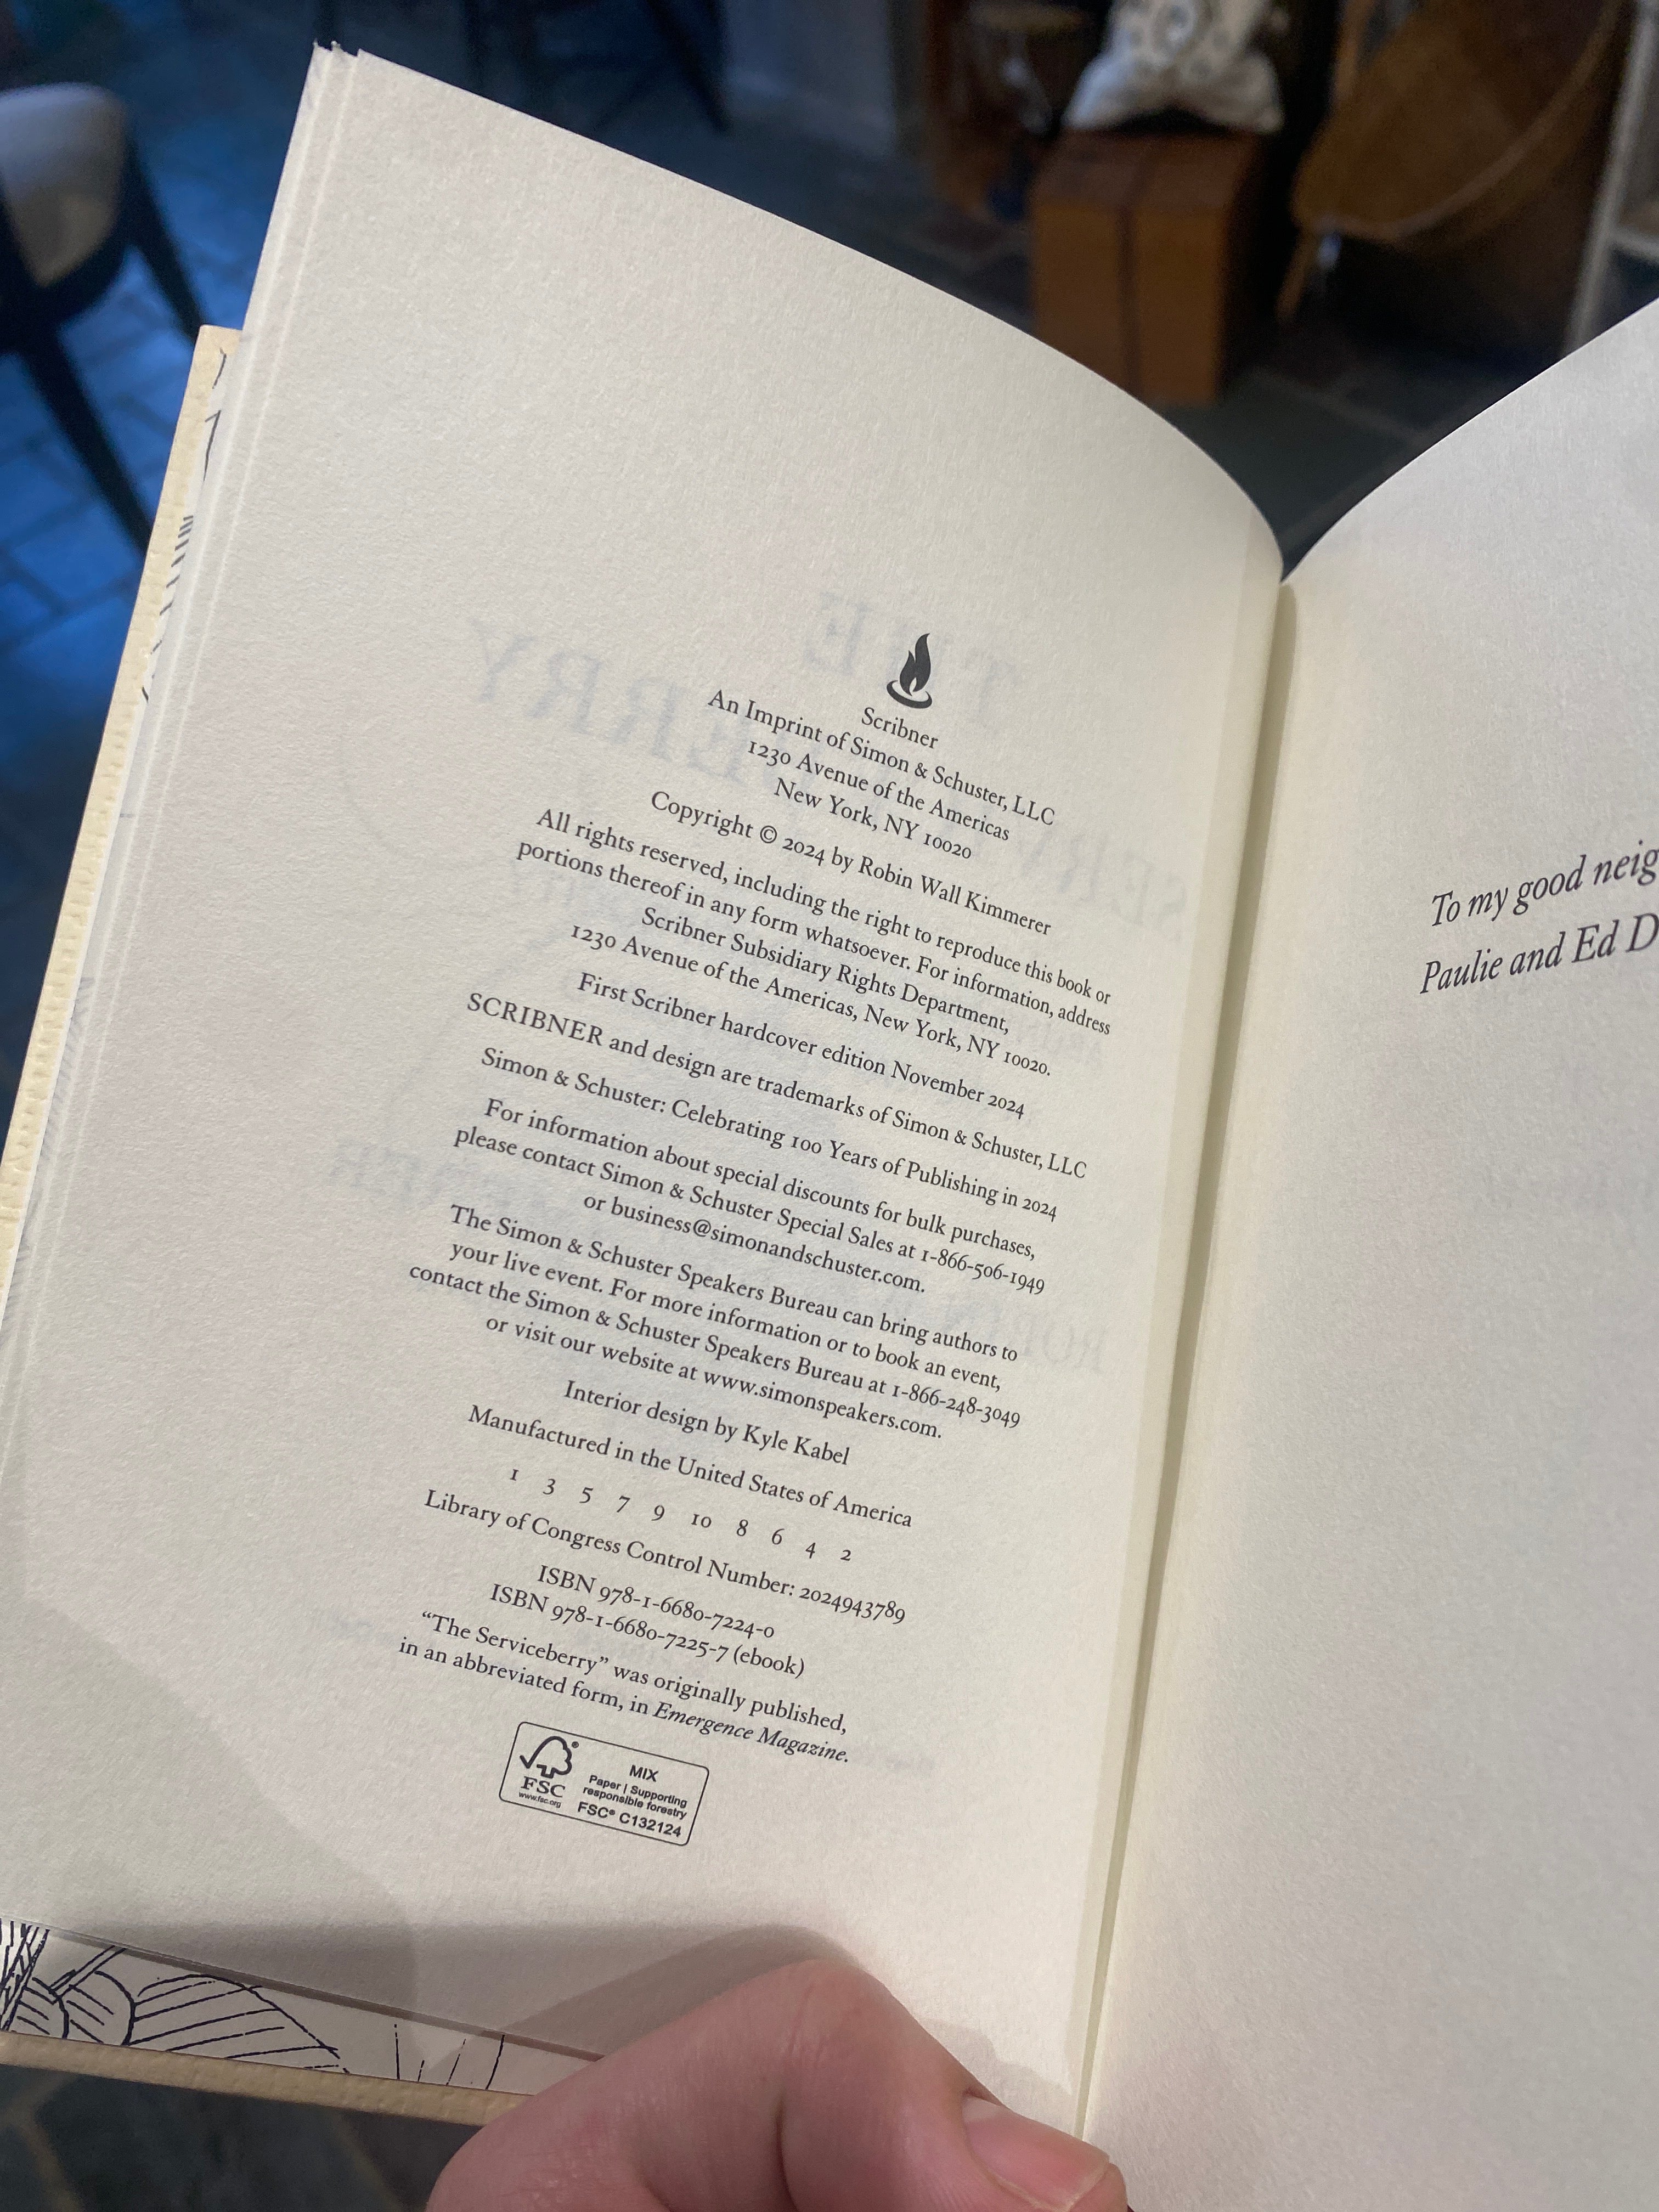 Scribner
An Imprint of Simon & Schuster, LLC
1230 Avenue of the Americas
New York, NY 10020
Copyright © 2024 by Robin Wall Kimmerer
All rights reserved, including the right to reproduce this book or
portions thereof in any form whatsoever. For information, address
Scribner Subsidiary Rights Department,
1230 Avenue of the Americas, New York, NY 10020.
First Scribner hardcover edition November 2024
SCRIBNER and design are trademarks of Simon & Schuster, LLC
Simon & Schuster: Celebrating 100 Years of Publishing in 2024
For information about special discounts for bulk purchases,
please contact Simon & Schuster Special Sales at 1-866-506-1949
or business@simonandschuster.com.
The Simon & Schuster Speakers Bureau can bring authors to
your live event. For more information or to book an event,
contact the Simon & Schuster Speakers Bureau at 1-866-248-3049
or visit our website at www.simonspeakers.com.
Interior design by Kyle Kabel
Manufactured in the United States of America
1 3 5 7 9 10 8 6 4 2
Library of Congress Control Number: 2024943789
ISBN 978-1-6680-7224-0
ISBN 978-1-6680-7225-7 (ebook)
“The Serviceberry” was originally published,
in an abbreviated form, in Emergence Magazine.
FSC®
www.fsc.org
MIX
Paper | Supporting
responsible forestry
FSC® C132124
To my good neig
Paulie and Ed D